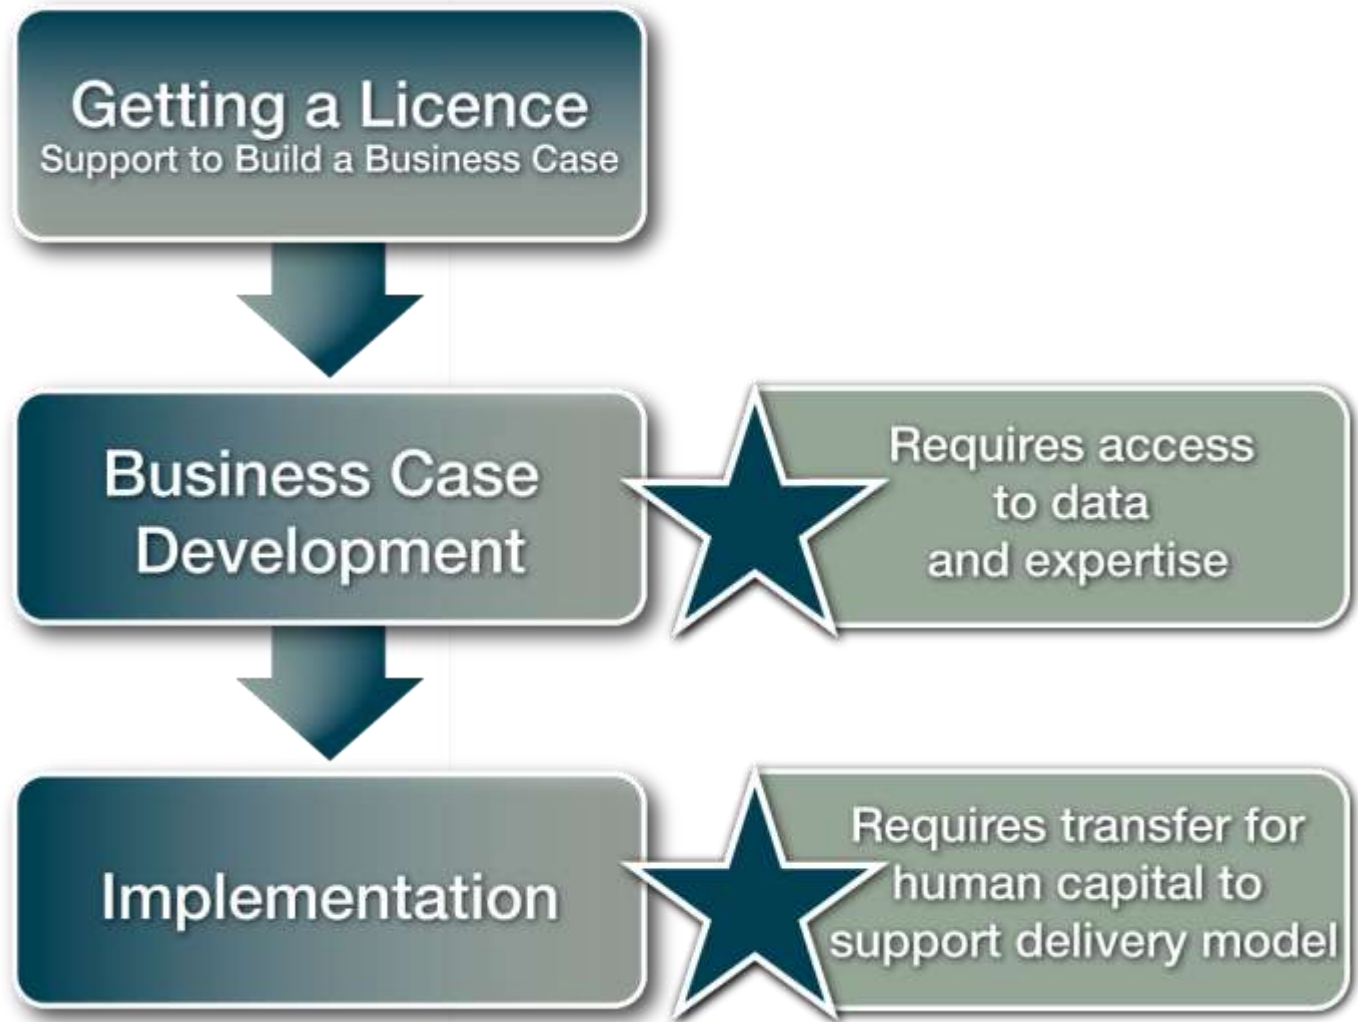 Getting a Licence
Support to Build a Business Case
Business Case
Development
Requires access
to data
and expertise
Implementation
Requires transfer for
human capital to
support delivery model